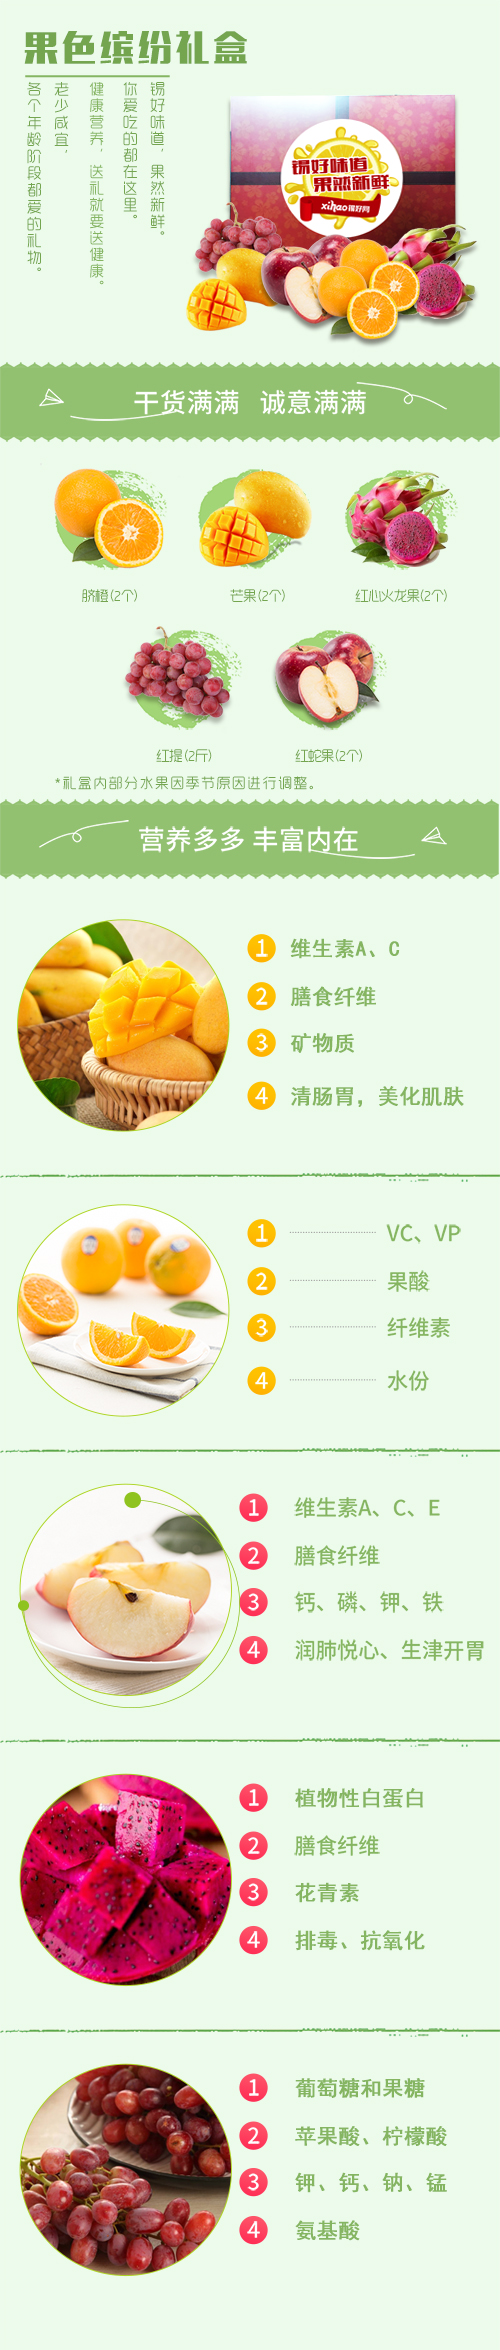 果色缤纷礼盒
锡好味道，果然新鲜。
你爱吃的都在这里。
健康营养，送礼就要送健康。
老少咸宜，
各个年龄阶段都爱的礼物。
锡好味道
果然新鲜
xihao锡好网
干货满满 诚意满满
脐橙(2个)
芒果(2个)
红心火龙果(2个)
红提(2斤)
红蛇果(2个)
*礼盒内部分水果因季节原因进行调整。
营养多多 丰富内在
1 维生素A、C
2 膳食纤维
3 矿物质
4 清肠胃，美化肌肤
1 VC、VP
2 果酸
3 纤维素
4 水份
1 维生素A、C、E
2 膳食纤维
3 钙、磷、钾、铁
4 润肺悦心、生津开胃
1 植物性白蛋白
2 膳食纤维
3 花青素
4 排毒、抗氧化
1 葡萄糖和果糖
2 苹果酸、柠檬酸
3 钾、钙、钠、锰
4 氨基酸